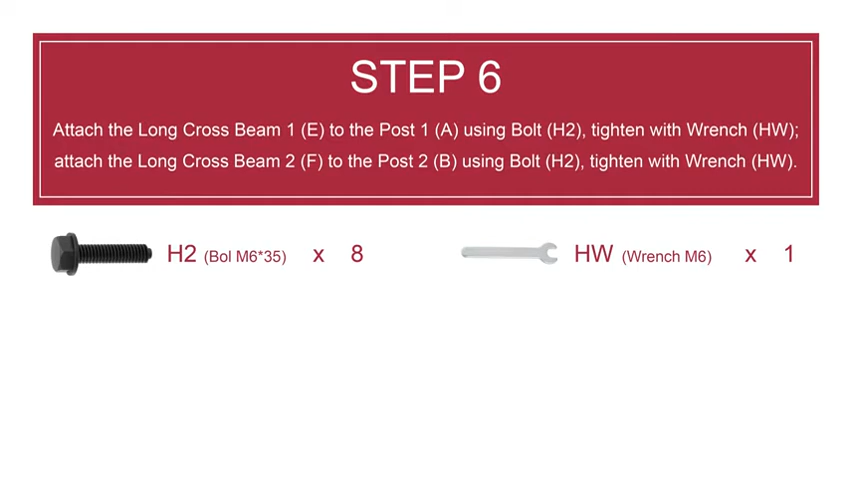 STEP 6
Attach the Long Cross Beam 1 (E) to the Post 1 (A) using Bolt (H2), tighten with Wrench (HW);
attach the Long Cross Beam 2 (F) to the Post 2 (B) using Bolt (H2), tighten with Wrench (HW).
H2 (Bol M6*35) x 8 HW (Wrench M6) x 1